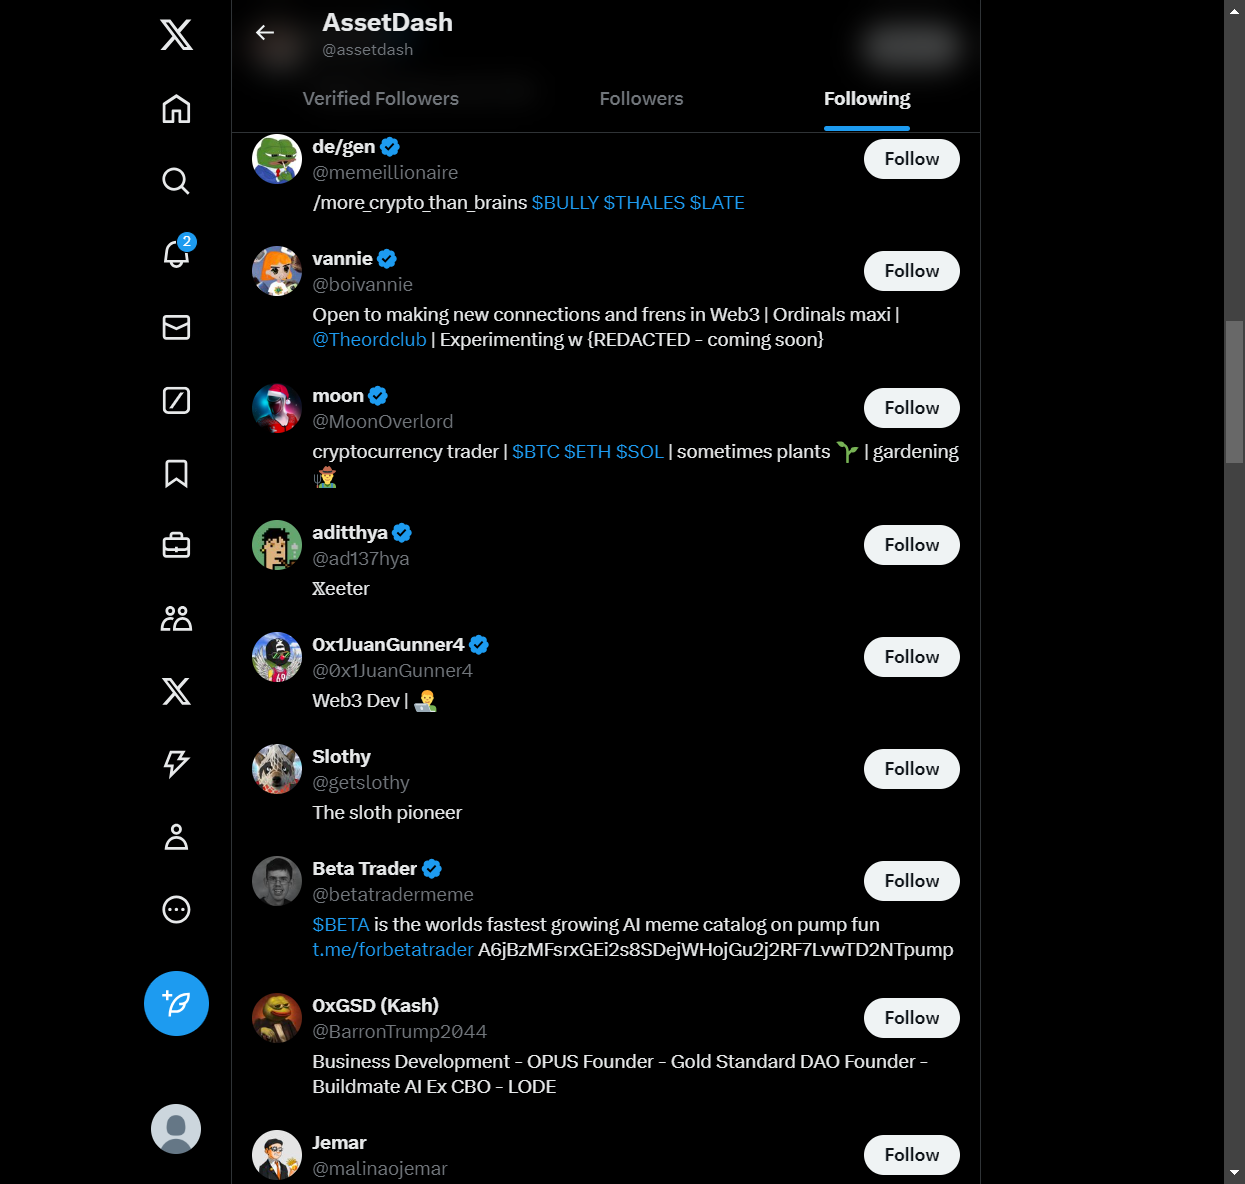 AssetDash
@assetdash
Verified Followers
Followers
Following
de/gen
@memeillionaire
Follow
/more_crypto_than_brains $BULLY $THALES $LATE
vannie
@boivannie
Follow
Open to making new connections and frens in Web3 | Ordinals maxi |
@Theordclub | Experimenting w {REDACTED - coming soon}
moon
@MoonOverlord
Follow
cryptocurrency trader | $BTC $ETH $SOL | sometimes plants 🌱 | gardening
🧑‍🌾
aditthya
@ad137hya
Follow
𝕏eeter
0x1JuanGunner4
@0x1JuanGunner4
Follow
Web3 Dev | 👨‍💻
Slothy
@getslothy
Follow
The sloth pioneer
Beta Trader
@betatradermeme
Follow
$BETA is the worlds fastest growing AI meme catalog on pump fun
t.me/forbetatrader A6jBzMFsrxGEi2s8SDejWHojGu2j2RF7LvwTD2NTpump
0xGSD (Kash)
@BarronTrump2044
Follow
Business Development - OPUS Founder - Gold Standard DAO Founder -
Buildmate AI Ex CBO - LODE
Jemar
@malinaojemar
Follow
2